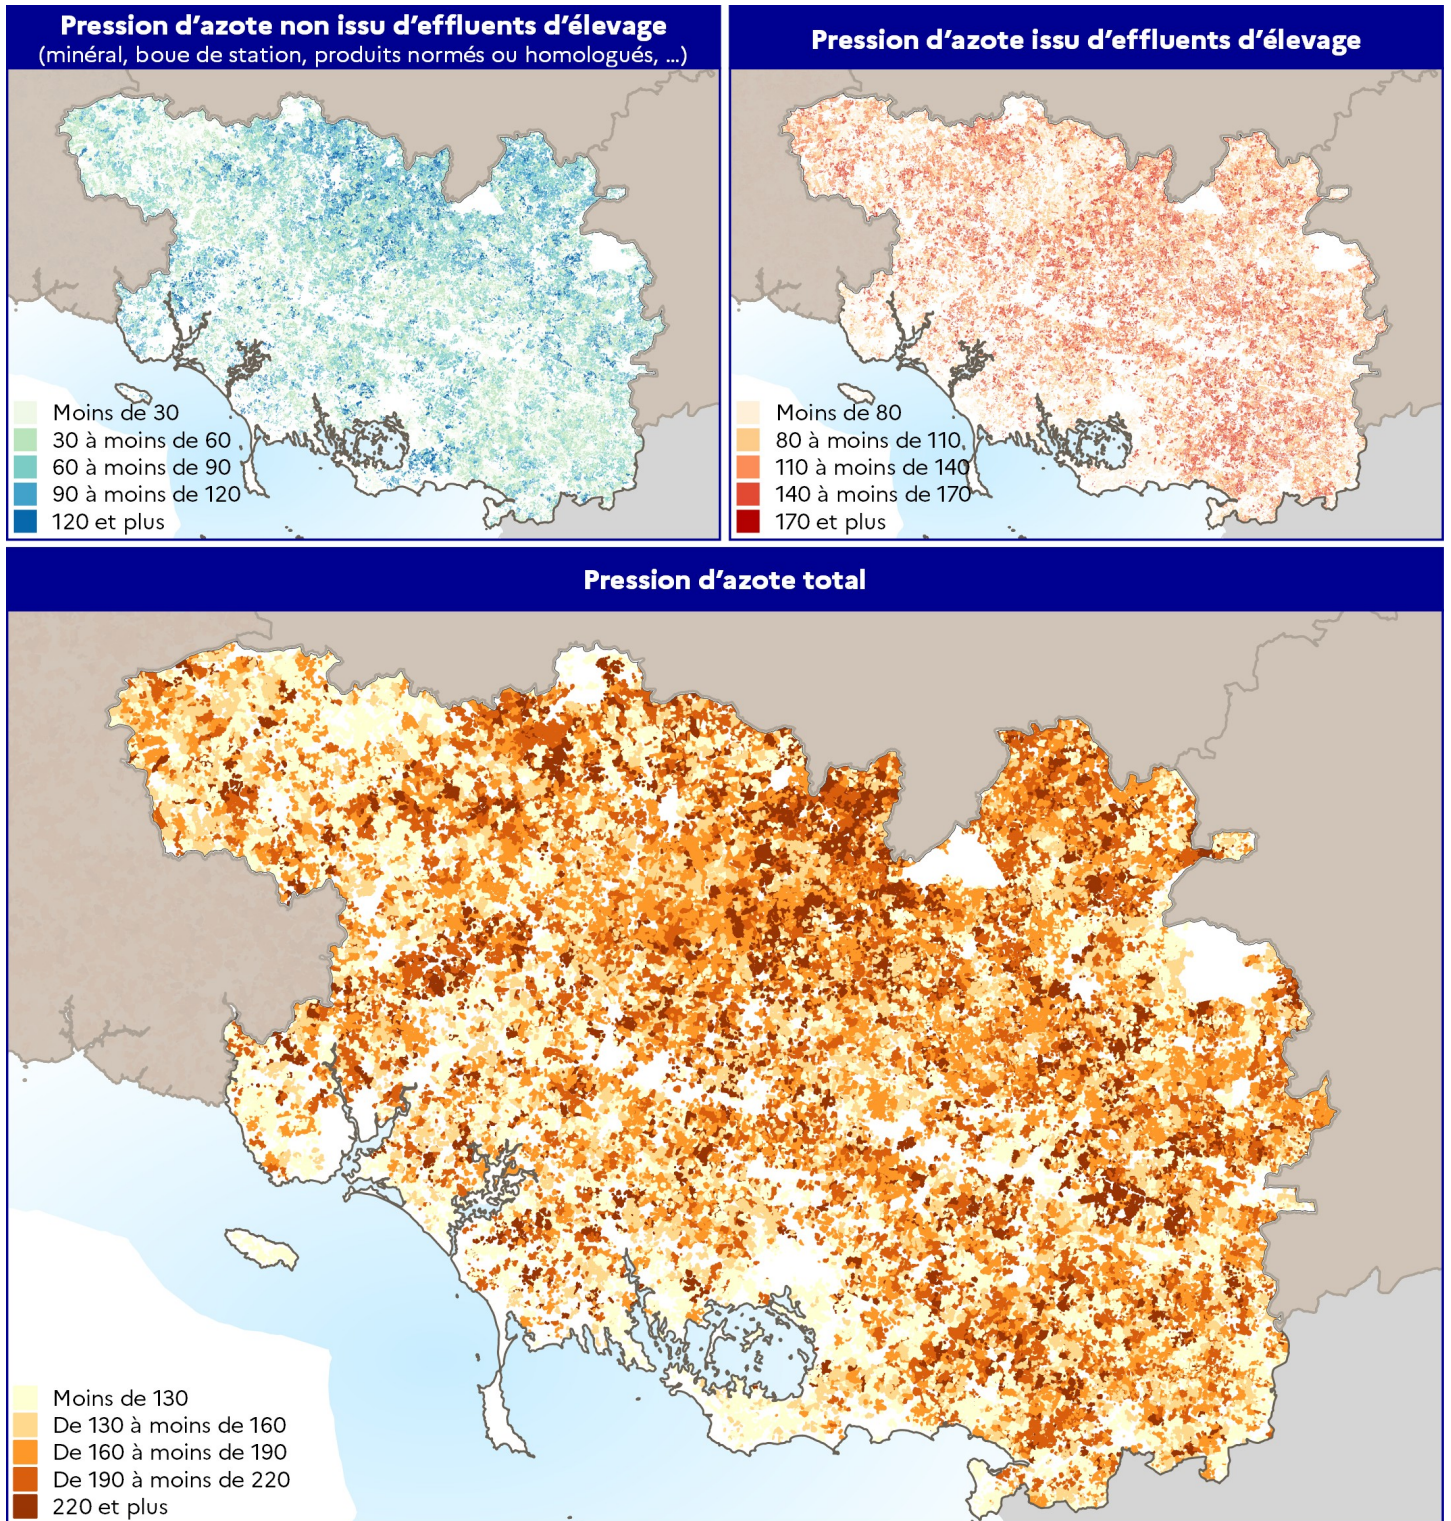 Pression d'azote non issu d'effluents d'élevage
(minéral, boue de station, produits normés ou homologués, ...)
Moins de 30
30 à moins de 60
60 à moins de 90
90 à moins de 120
120 et plus
Pression d'azote issu d'effluents d'élevage
Moins de 80
80 à moins de 110
110 à moins de 140
140 à moins de 170
170 et plus
Pression d'azote total
Moins de 130
De 130 à moins de 160
De 160 à moins de 190
De 190 à moins de 220
220 et plus